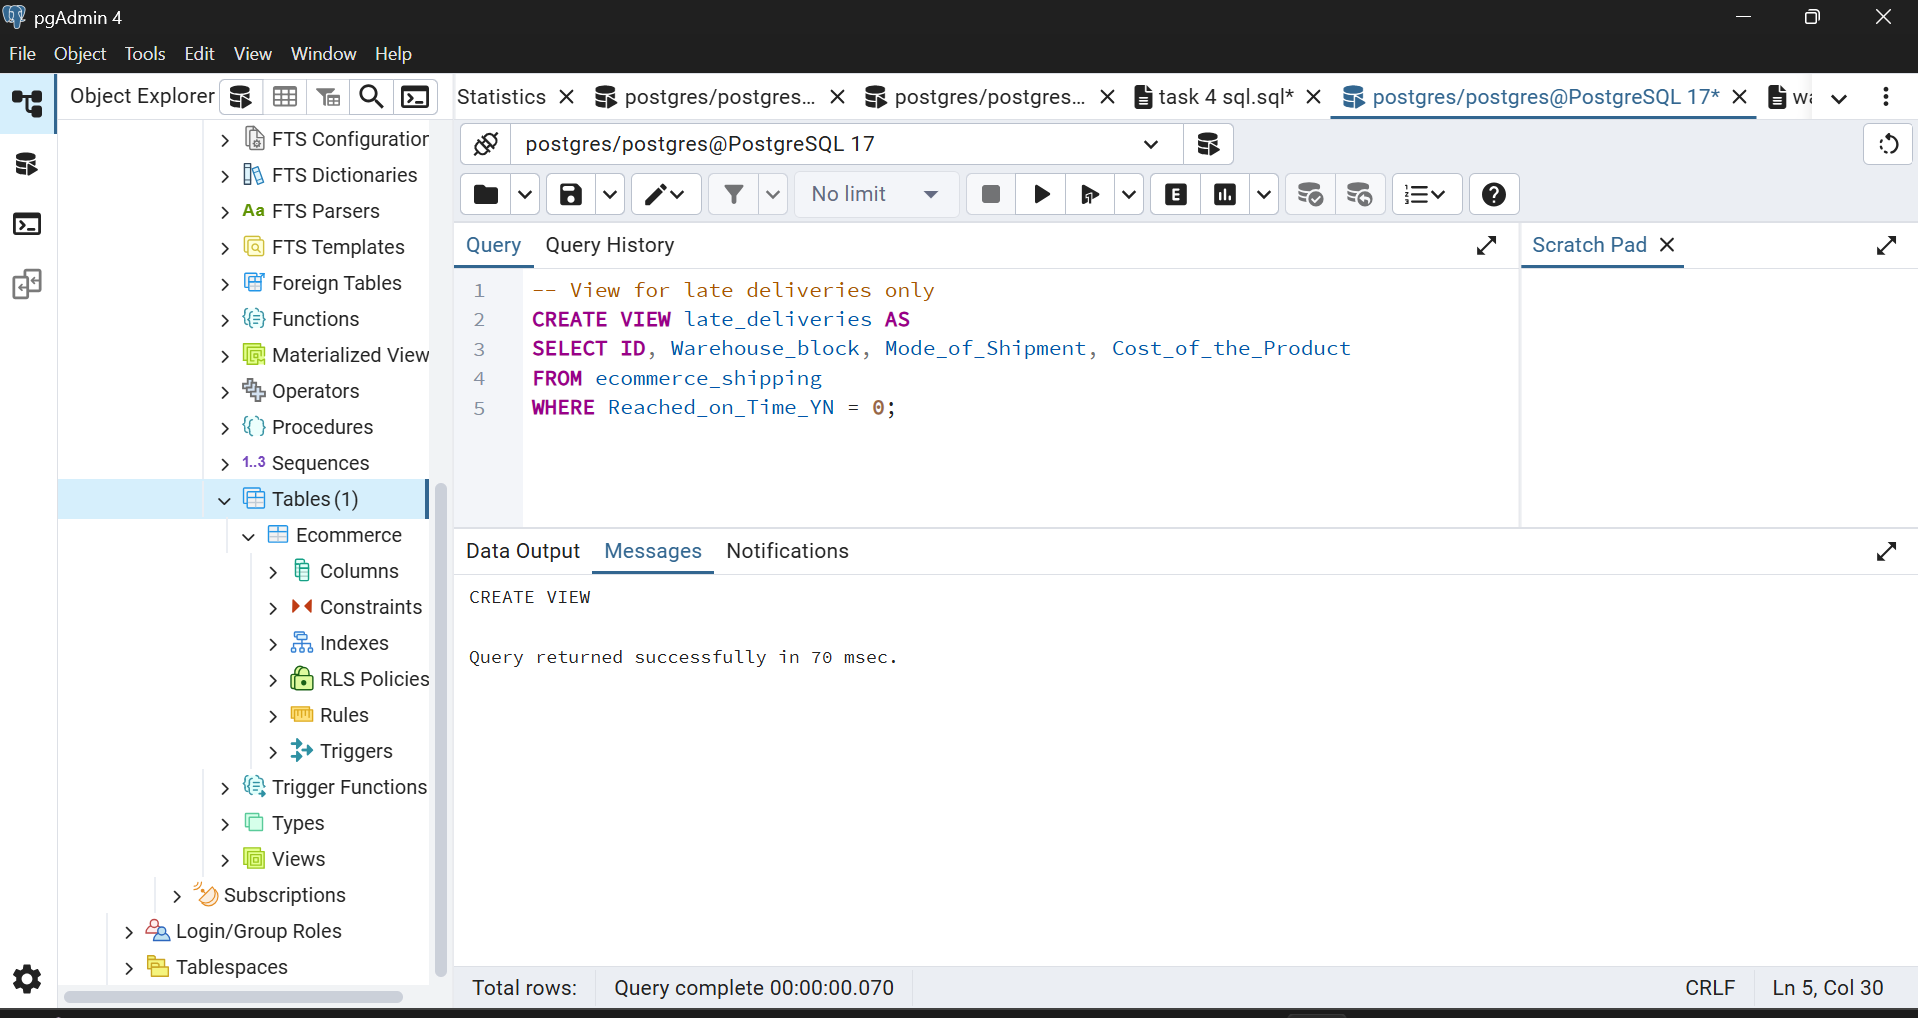 pgAdmin 4
File Object Tools Edit View Window Help
Object Explorer
Statistics
postgres/postgres...
postgres/postgres...
task 4 sql.sql*
postgres/postgres@PostgreSQL 17*
FTS Configuration
FTS Dictionaries
Aa FTS Parsers
FTS Templates
Foreign Tables
Functions
Materialized View
Operators
Procedures
1..3 Sequences
Tables (1)
Ecommerce
Columns
Constraints
Indexes
RLS Policies
Rules
Triggers
Trigger Functions
Types
Views
Subscriptions
Login/Group Roles
Tablespaces
postgres/postgres@PostgreSQL 17
No limit
E
Query Query History
Scratch Pad
1 -- View for late deliveries only
2 CREATE VIEW late_deliveries AS
3 SELECT ID, Warehouse_block, Mode_of_Shipment, Cost_of_the_Product
4 FROM ecommerce_shipping
5 WHERE Reached_on_Time_YN = 0;
Data Output Messages Notifications
CREATE VIEW
Query returned successfully in 70 msec.
Total rows: Query complete 00:00:00.070 CRLF Ln 5, Col 30